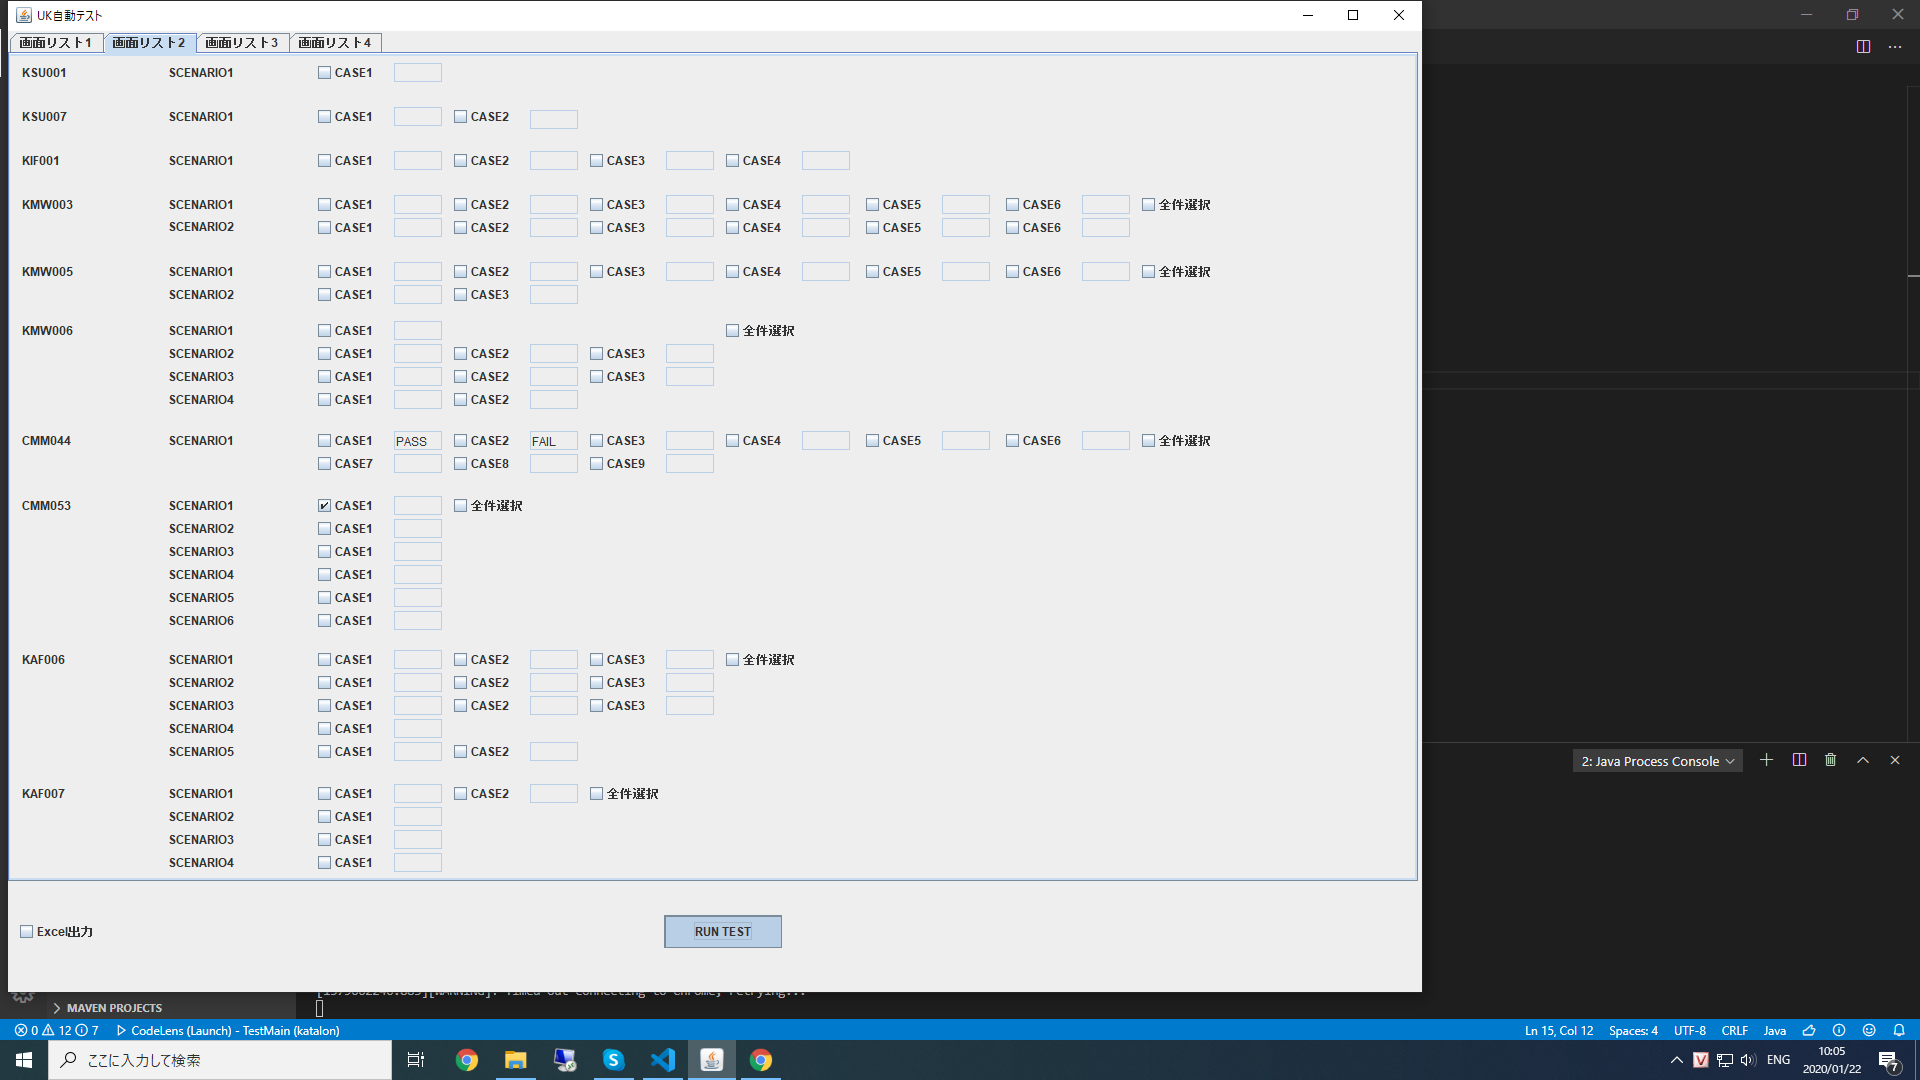 UK自動テスト
画面リスト1 画面リスト2 画面リスト3 画面リスト4
KSU001 SCENARIO1 CASE1
KSU007 SCENARIO1 CASE1 CASE2
KIF001 SCENARIO1 CASE1 CASE2 CASE3 CASE4
KMW003 SCENARIO1 CASE1 CASE2 CASE3 CASE4 CASE5 CASE6 全件選択
SCENARIO2 CASE1 CASE2 CASE3 CASE4 CASE5 CASE6
KMW005 SCENARIO1 CASE1 CASE2 CASE3 CASE4 CASE5 CASE6 全件選択
SCENARIO2 CASE1 CASE3
KMW006 SCENARIO1 CASE1 全件選択
SCENARIO2 CASE1 CASE2 CASE3
SCENARIO3 CASE1 CASE2 CASE3
SCENARIO4 CASE1 CASE2
CMM044 SCENARIO1 CASE1 PASS CASE2 FAIL CASE3 CASE4 CASE5 CASE6 全件選択
CASE7 CASE8 CASE9
CMM053 SCENARIO1 CASE1 全件選択
SCENARIO2 CASE1
SCENARIO3 CASE1
SCENARIO4 CASE1
SCENARIO5 CASE1
SCENARIO6 CASE1
KAF006 SCENARIO1 CASE1 CASE2 CASE3 全件選択
SCENARIO2 CASE1 CASE2 CASE3
SCENARIO3 CASE1 CASE2 CASE3
SCENARIO4 CASE1
SCENARIO5 CASE1 CASE2
KAF007 SCENARIO1 CASE1 CASE2 全件選択
SCENARIO2 CASE1
SCENARIO3 CASE1
SCENARIO4 CASE1
Excel出力 RUN TEST
2: Java Process Console
MAVEN PROJECTS
0 12 7 CodeLens (Launch) - TestMain (katalon) Ln 15, Col 12 Spaces: 4 UTF-8 CRLF Java
ここに入力して検索
ENG
10:05
2020/01/22
7